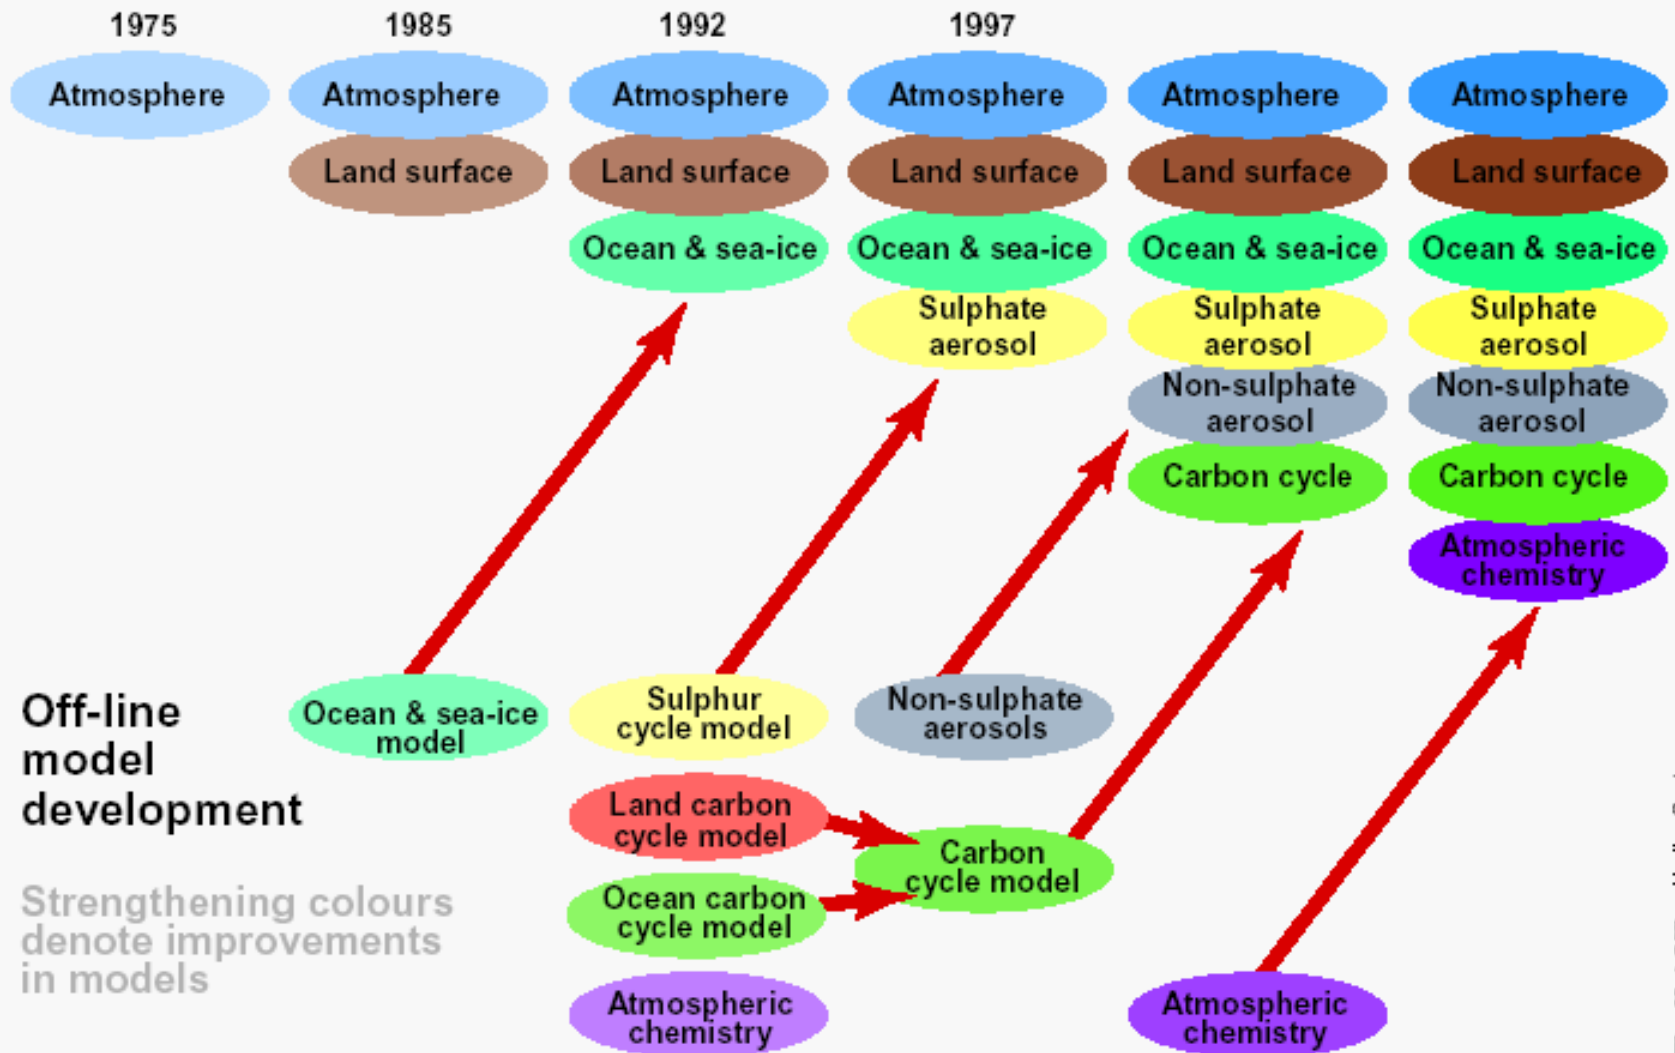 1975 1985 1992 1997
Atmosphere Atmosphere Atmosphere Atmosphere Atmosphere Atmosphere
Land surface Land surface Land surface Land surface Land surface
Ocean & sea-ice Ocean & sea-ice Ocean & sea-ice Ocean & sea-ice
Sulphate Sulphate Sulphate
aerosol aerosol aerosol
Non-sulphate Non-sulphate
aerosol aerosol
Carbon cycle Carbon cycle
Atmospheric
chemistry
Off-line
model
development
Ocean & sea-ice
model
Sulphur
cycle model
Non-sulphate
aerosols
Land carbon
cycle model
Carbon
cycle model
Ocean carbon
cycle model
Strengthening colours
denote improvements
in models
Atmospheric
chemistry
Atmospheric
chemistry